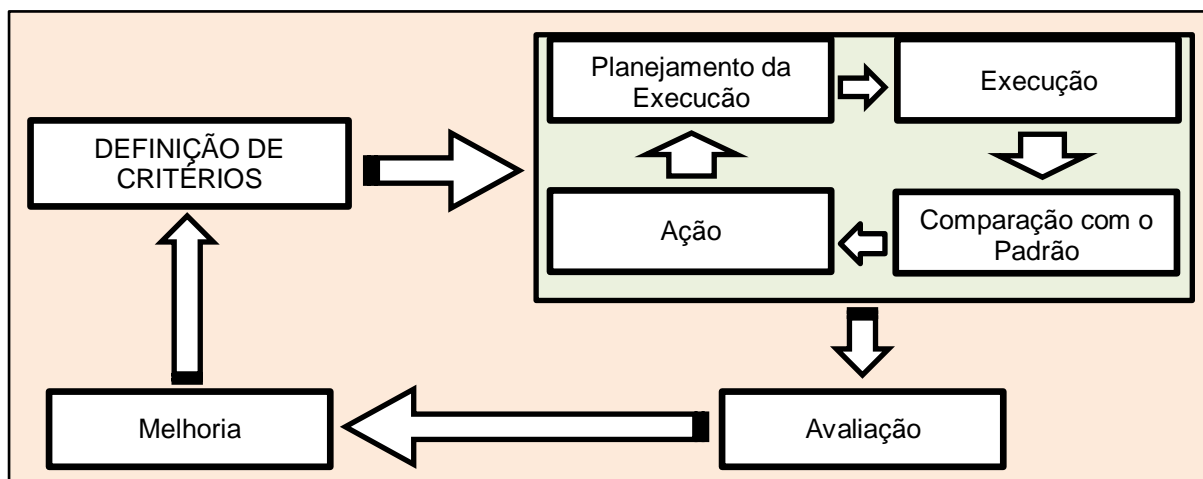 Planejamento da
Execucão
Execução
DEFINIÇÃO DE
CRITÉRIOS
Ação
Comparação com o
Padrão
Melhoria
Avaliação